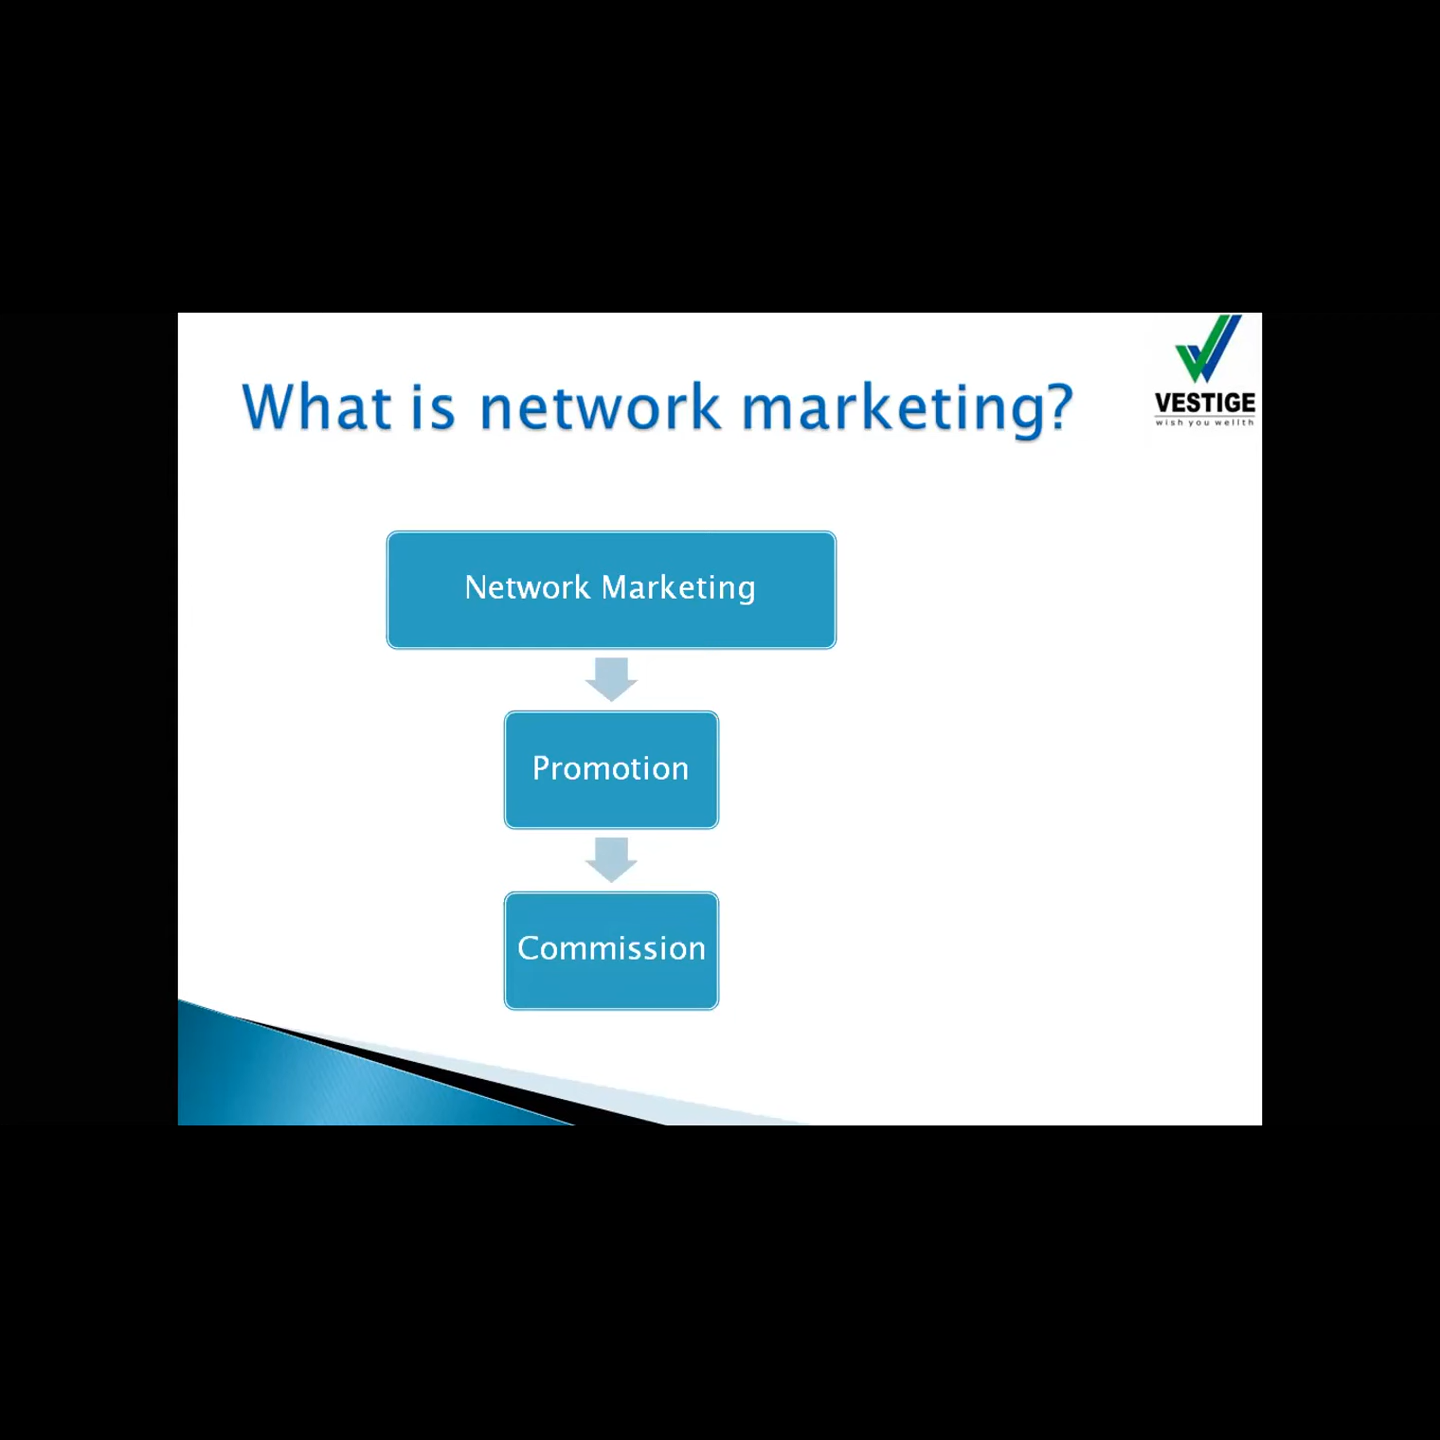 What is network marketing?
VESTIGE
wish you wellth
Network Marketing
Promotion
Commission